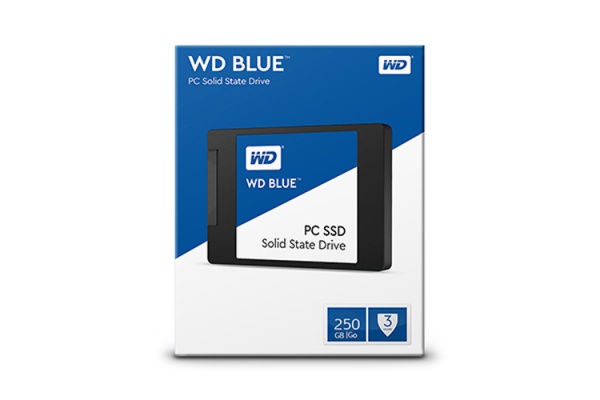 WD BLUE™
PC Solid State Drive
WD
WD
WD BLUE™
PC SSD
Solid State Drive
250
GB|Go
3